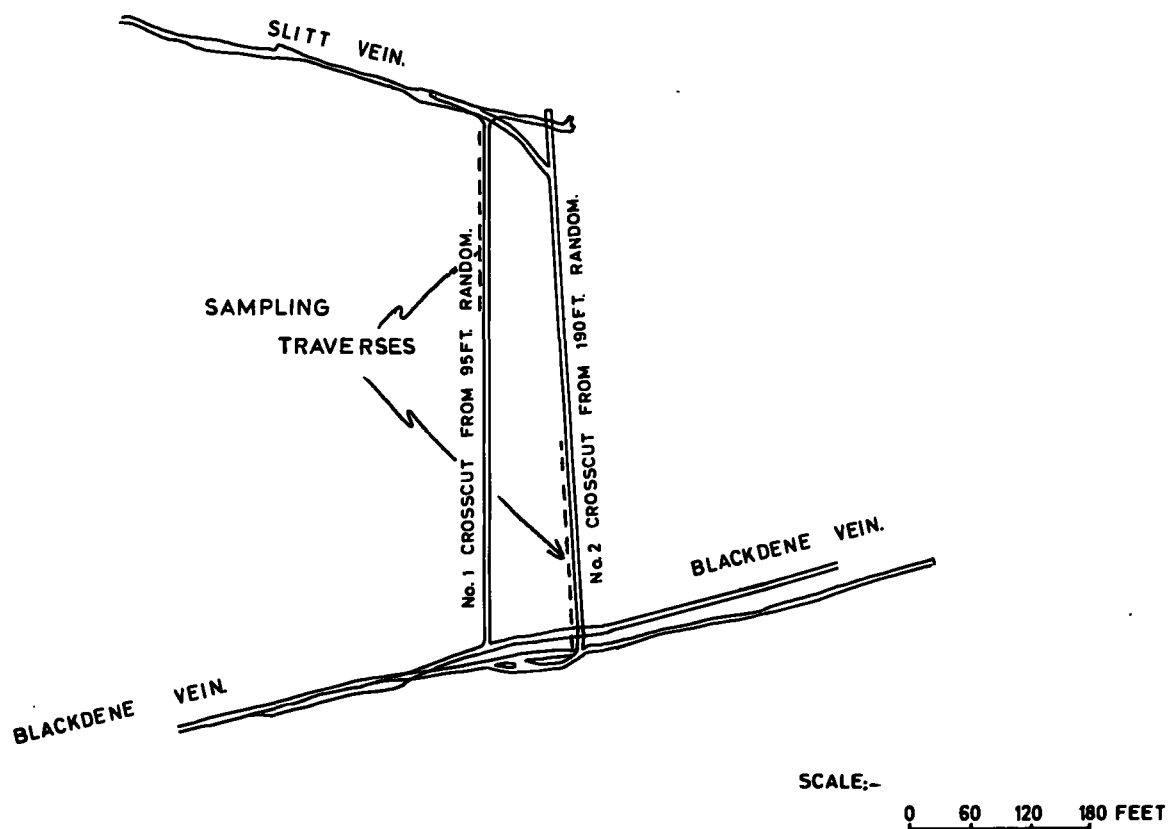 SLITT VEIN.
SAMPLING
TRAVERSES
No. 1 CROSSCUT FROM 95FT. RANDOM.
No. 2 CROSSCUT FROM 190FT. RANDOM.
BLACKDENE VEIN.
BLACKDENE VEIN.
SCALE:-
0 60 120 180 FEET